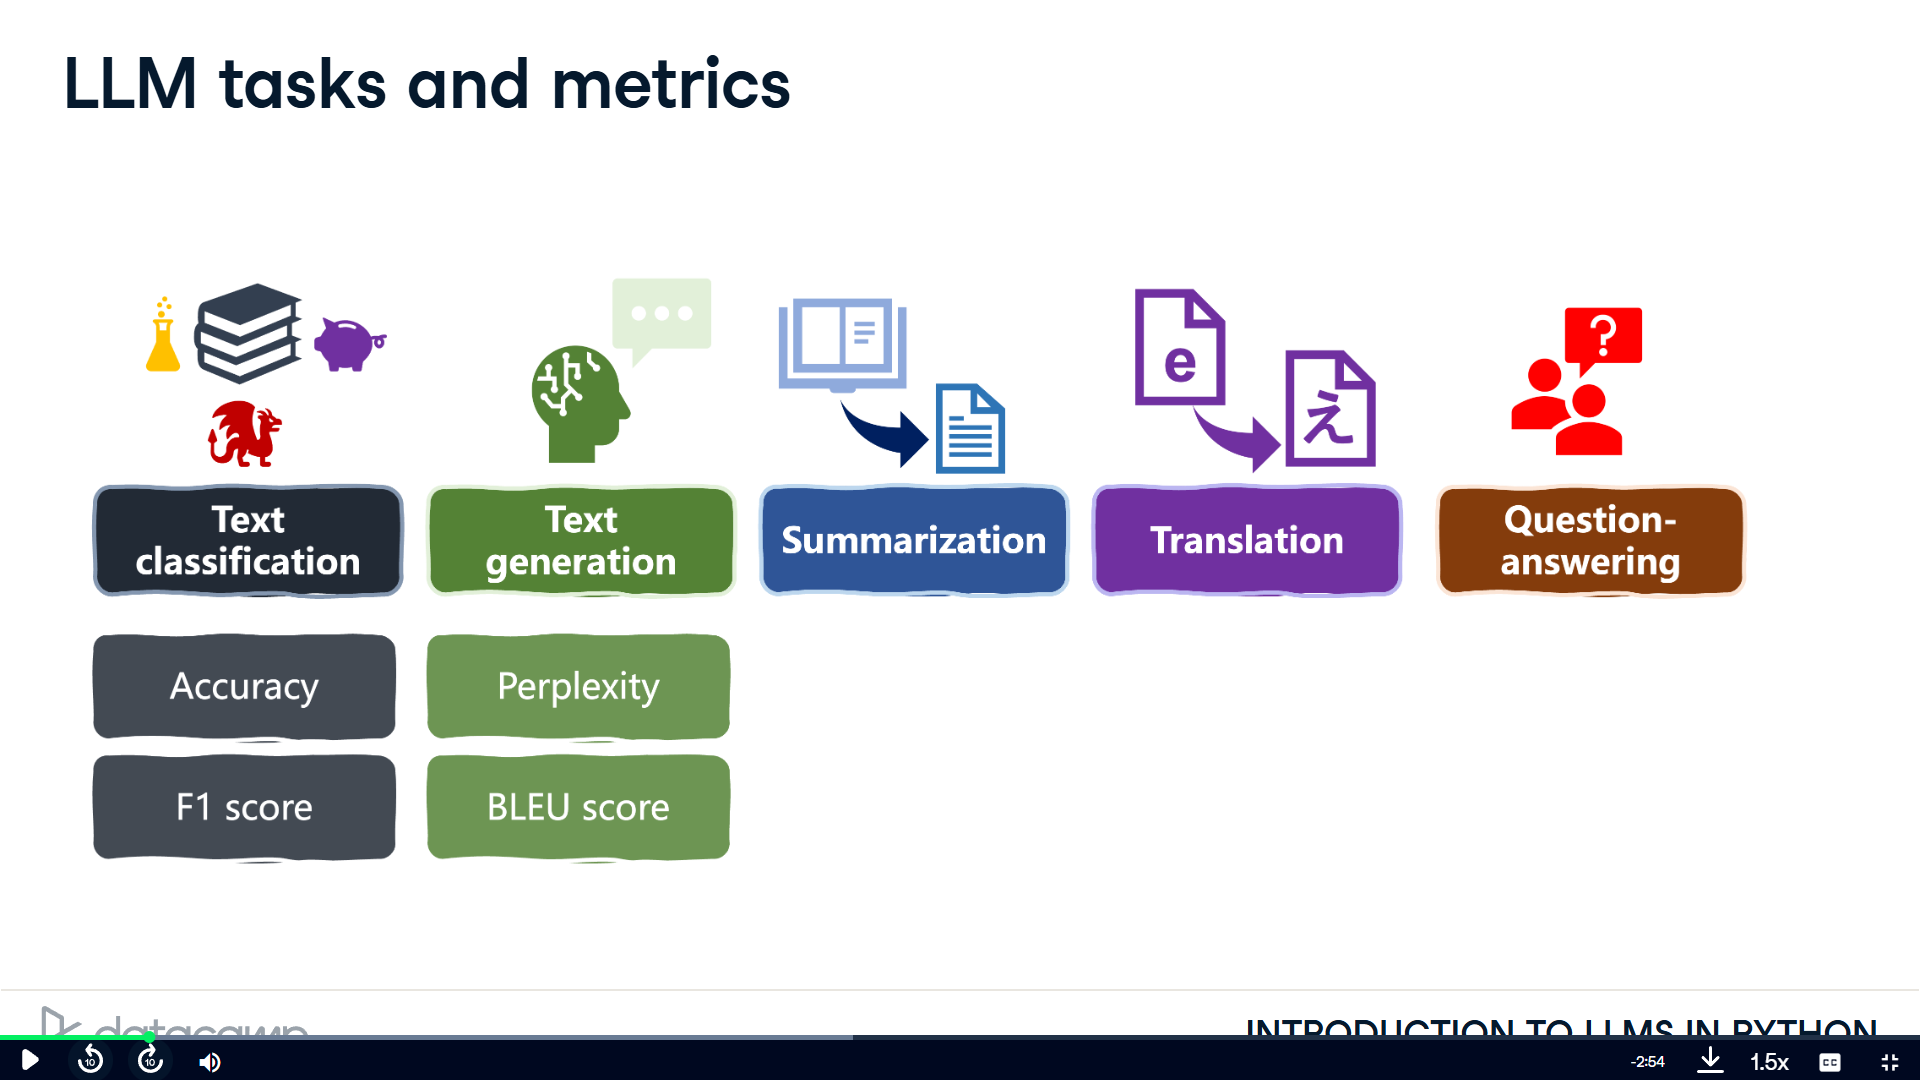 LLM tasks and metrics
e
え
?
Text
classification
Text
generation
Summarization
Translation
Question-
answering
Accuracy
Perplexity
F1 score
BLEU score
datacamp
INTRODUCTION TO LLMS IN PYTHON
10
10
-2:54
1.5x
CC